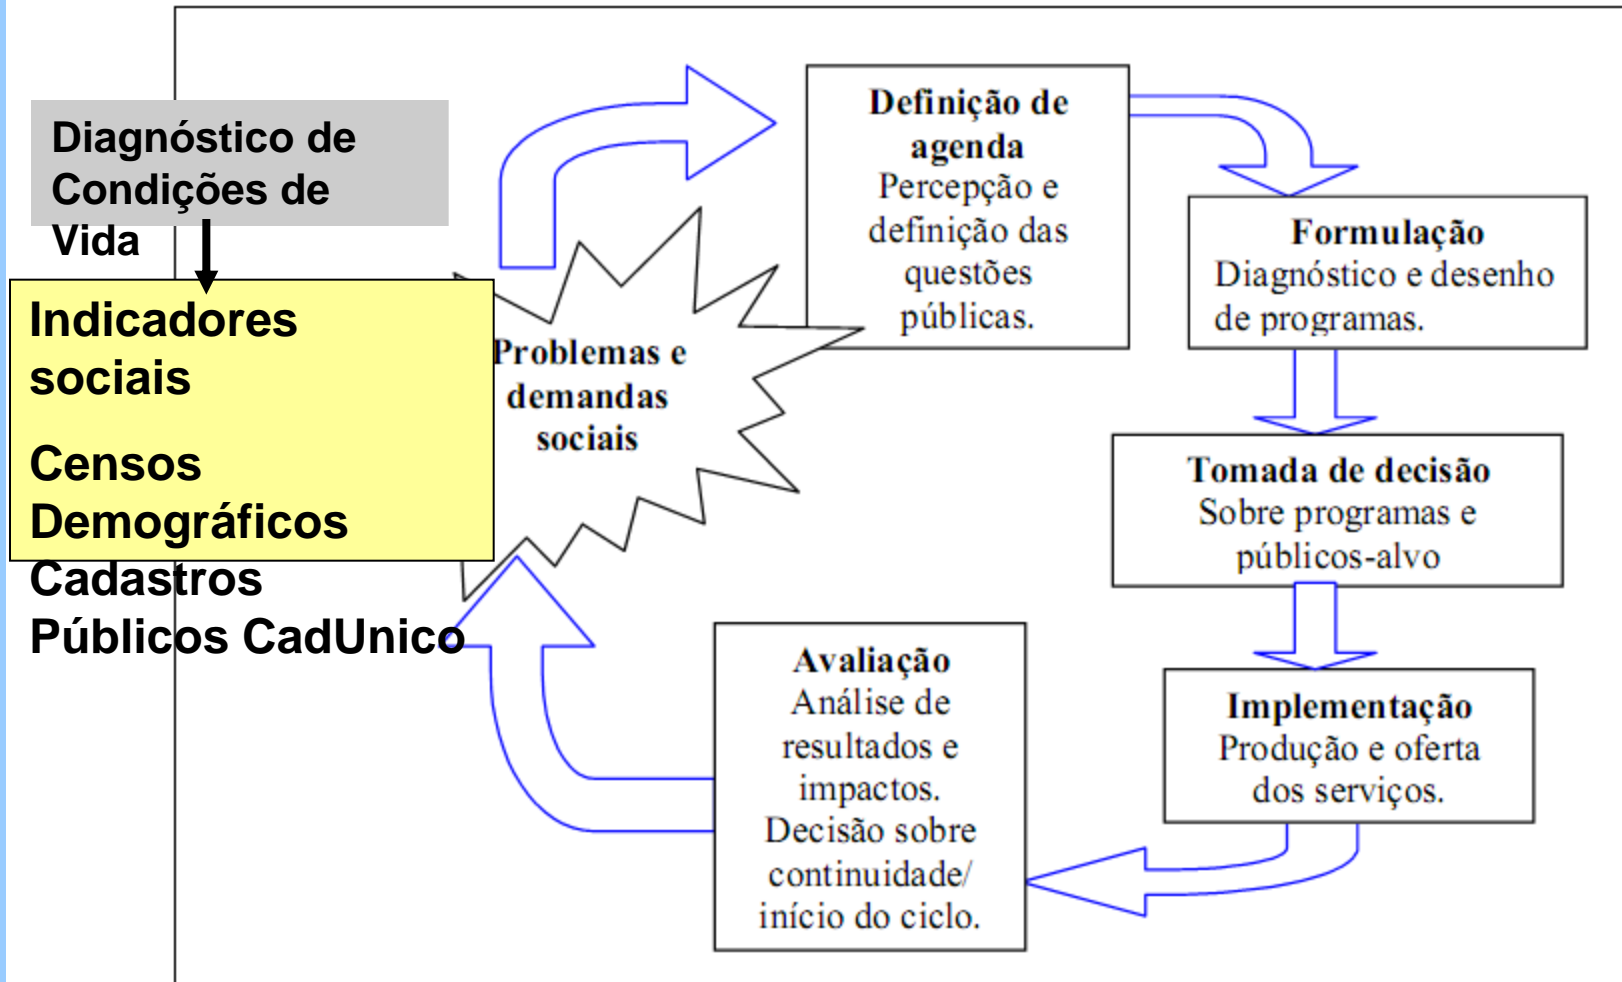 Diagnóstico de
Condições de
Vida
Indicadores
sociais
Censos
Demográficos
Cadastros
Públicos CadUnico
Problemas e
demandas
sociais
Definição de
agenda
Percepção e
definição das
questões
públicas.
Formulação
Diagnóstico e desenho
de programas.
Tomada de decisão
Sobre programas e
públicos-alvo
Implementação
Produção e oferta
dos serviços.
Avaliação
Análise de
resultados e
impactos.
Decisão sobre
continuidade/
início do ciclo.